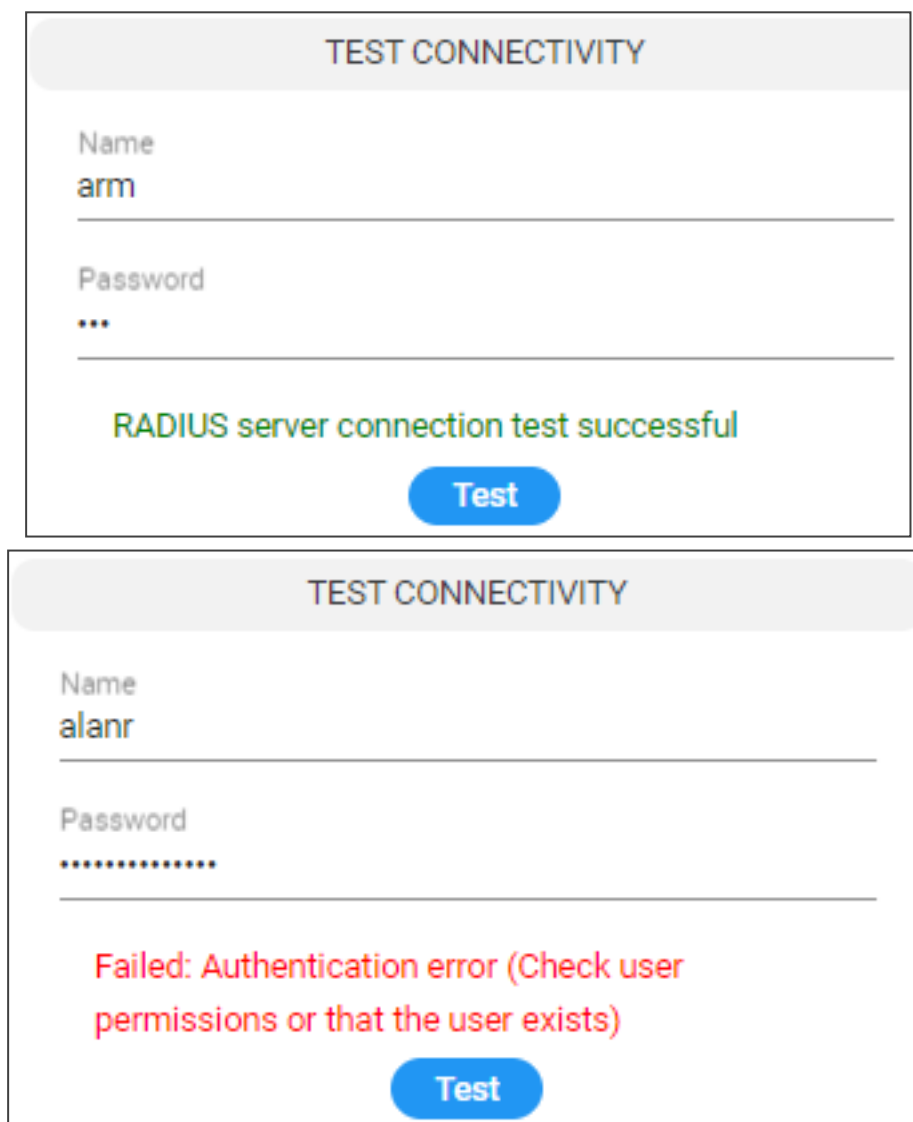 TEST CONNECTIVITY
Name
arm
Password
•••
RADIUS server connection test successful
Test
TEST CONNECTIVITY
Name
alanr
Password
••••••••••••••
Failed: Authentication error (Check user
permissions or that the user exists)
Test